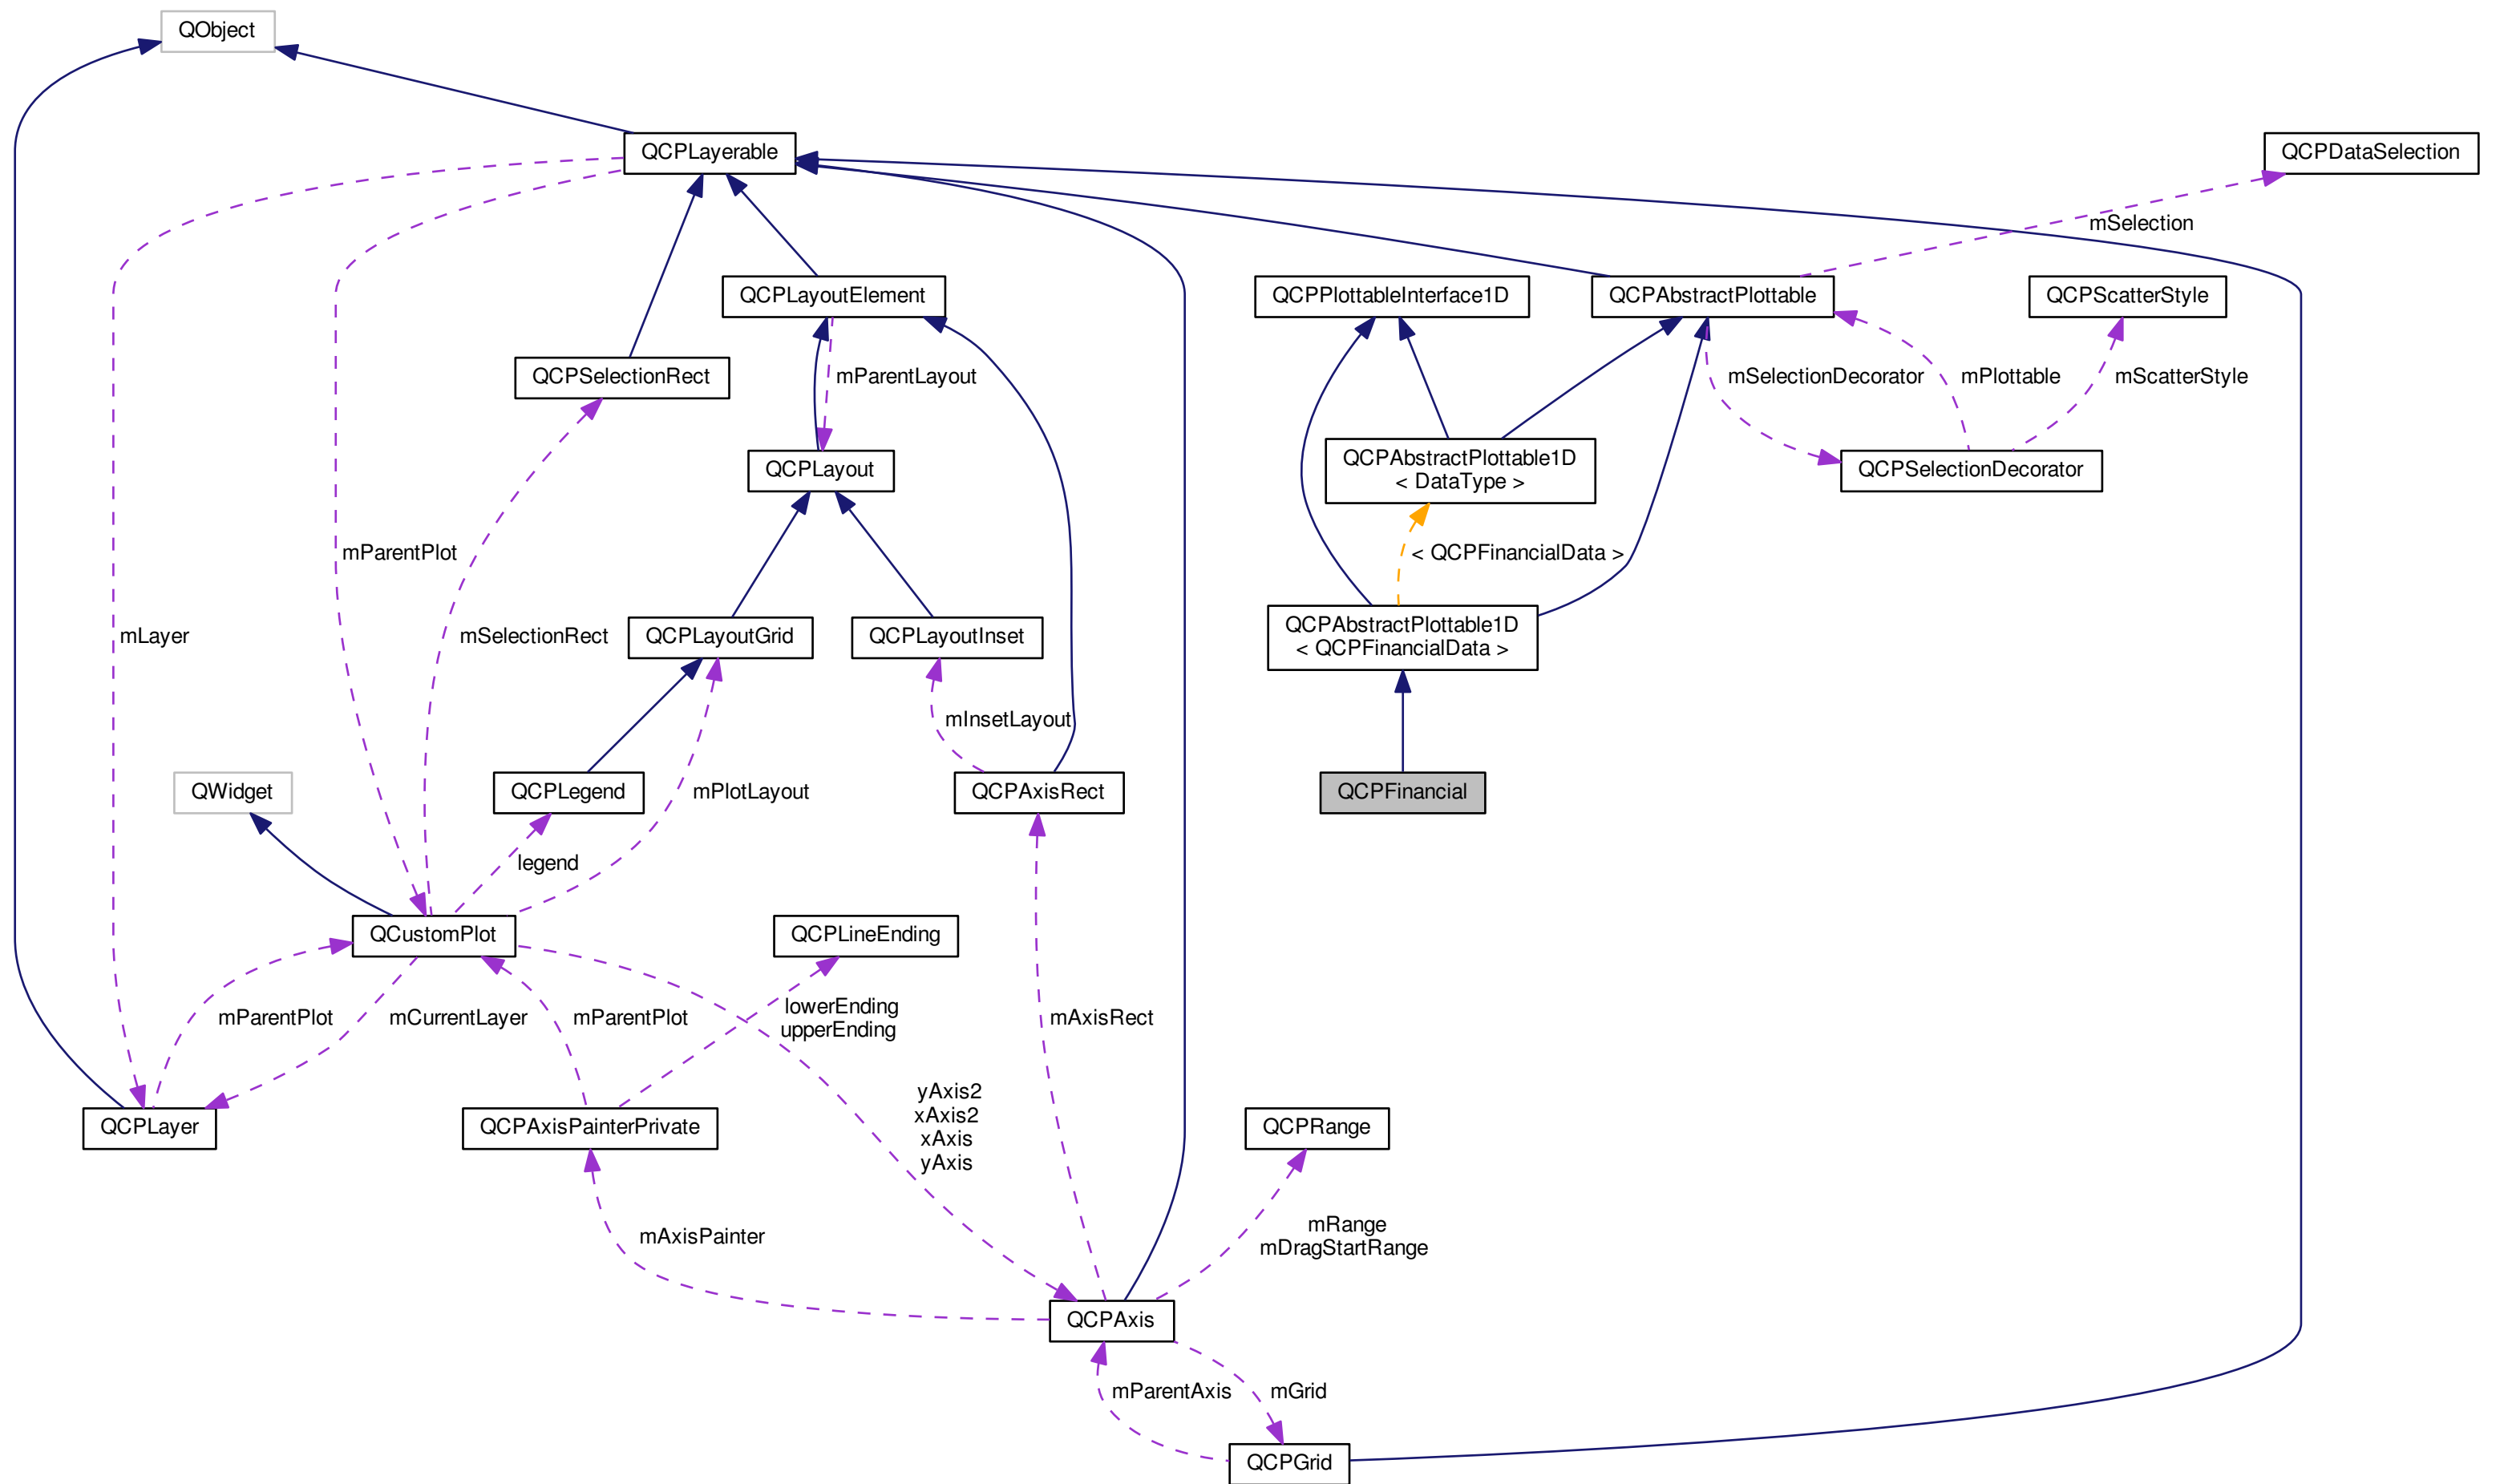 QObject
QCPLayerable
QCPDataSelection
mSelection
QCPLayoutElement
QCPPlottableInterface1D
QCPAbstractPlottable
QCPScatterStyle
QCPSelectionRect
mParentLayout
mSelectionDecorator
mPlottable
mScatterStyle
QCPLayout
QCPAbstractPlottable1D
< DataType >
QCPSelectionDecorator
mParentPlot
< QCPFinancialData >
mLayer
mSelectionRect
QCPLayoutGrid
QCPLayoutInset
QCPAbstractPlottable1D
< QCPFinancialData >
mInsetLayout
QWidget
QCPLegend
mPlotLayout
QCPAxisRect
QCPFinancial
legend
QCustomPlot
QCPLineEnding
mParentPlot
mCurrentLayer
mParentPlot
lowerEnding
upperEnding
mAxisRect
yAxis2
xAxis2
xAxis
yAxis
QCPLayer
QCPAxisPainterPrivate
QCPRange
mAxisPainter
mRange
mDragStartRange
QCPAxis
mParentAxis
mGrid
QCPGrid